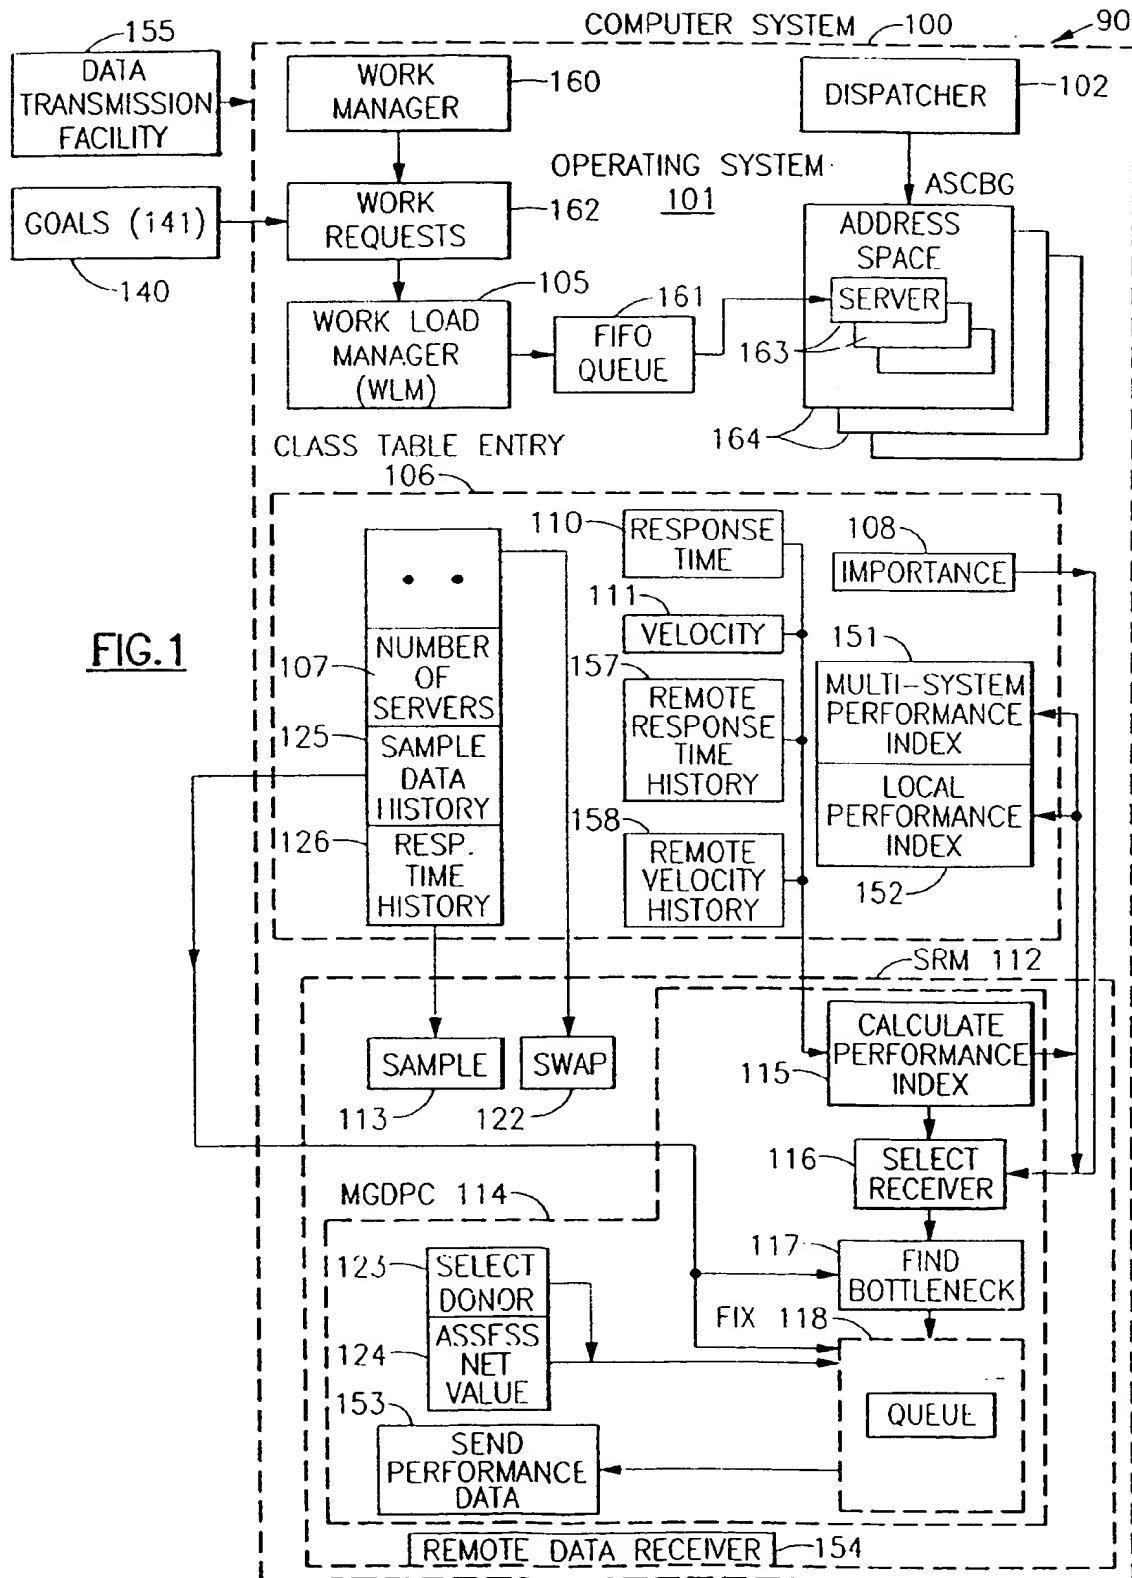 COMPUTER SYSTEM 100
90
155
DATA
TRANSMISSION
FACILITY
WORK
MANAGER
160
DISPATCHER
102
OPERATING SYSTEM
101
ASCBG
GOALS (141)
140
WORK
REQUESTS
162
ADDRESS
SPACE
SERVER
163
164
105
WORK LOAD
MANAGER
(WLM)
161
FIFO
QUEUE
CLASS TABLE ENTRY
106
110
RESPONSE
TIME
108
IMPORTANCE
111
VELOCITY
FIG.1
107
NUMBER
OF
SERVERS
157
REMOTE
RESPONSE
TIME
HISTORY
151
MULTI-SYSTEM
PERFORMANCE
INDEX
125
SAMPLE
DATA
HISTORY
LOCAL
PERFORMANCE
INDEX
152
126
RESP.
TIME
HISTORY
158
REMOTE
VELOCITY
HISTORY
SRM 112
SAMPLE
113
SWAP
122
CALCULATE
PERFORMANCE
INDEX
115
116
SELECT
RECEIVER
MGDPC 114
117
FIND
BOTTLENECK
123
SELECT
DONOR
FIX 118
124
ASSESS
NET
VALUE
QUEUE
153
SEND
PERFORMANCE
DATA
REMOTE DATA RECEIVER
154